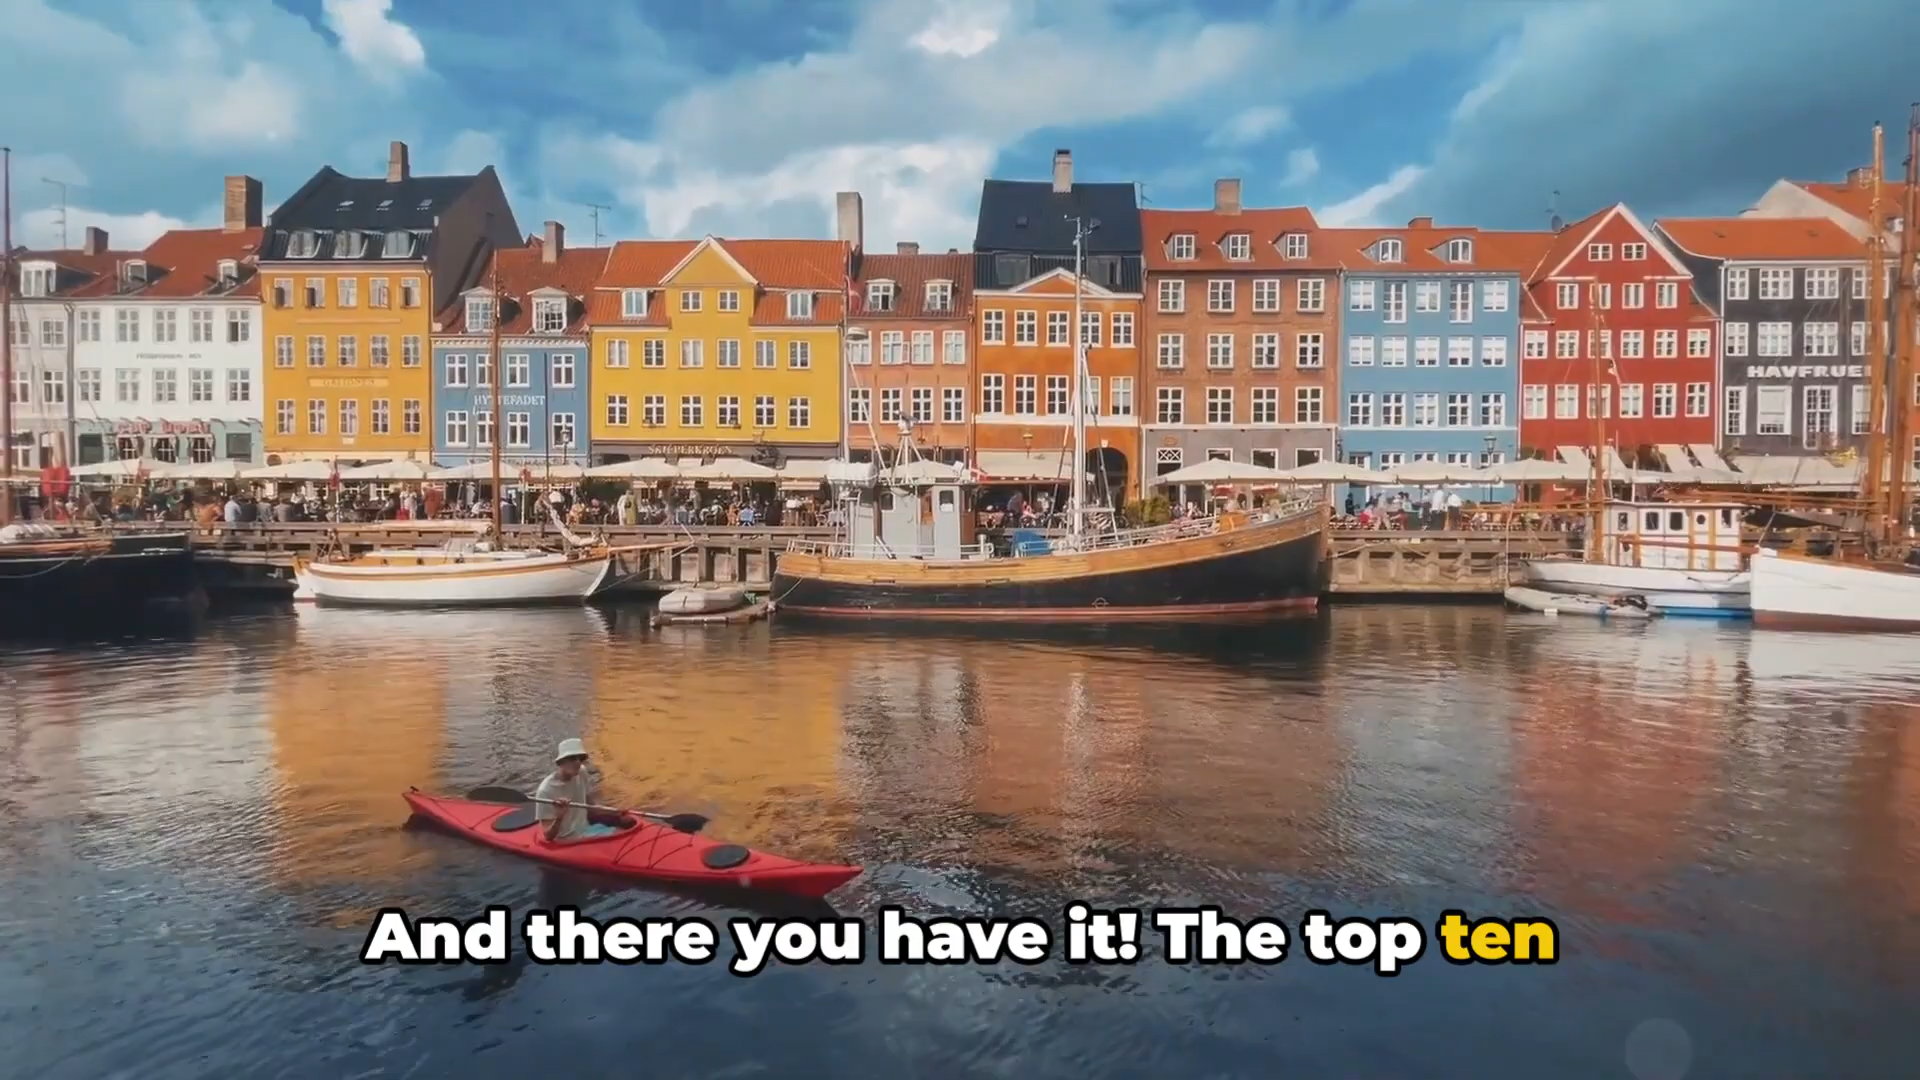 HAVFRUEN
HYTTEFADET
SKIPPERKROEN
And there you have it! The top ten